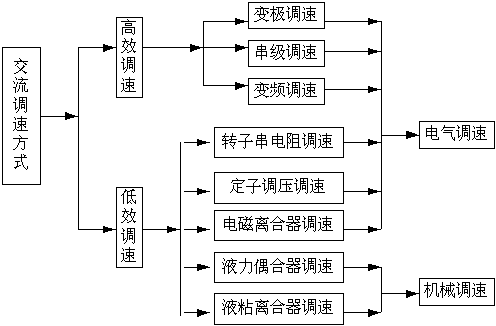 交流调速方式
高效调速
低效调速
变极调速
串级调速
变频调速
转子串电阻调速
定子调压调速
电磁离合器调速
液力偶合器调速
液粘离合器调速
电气调速
机械调速